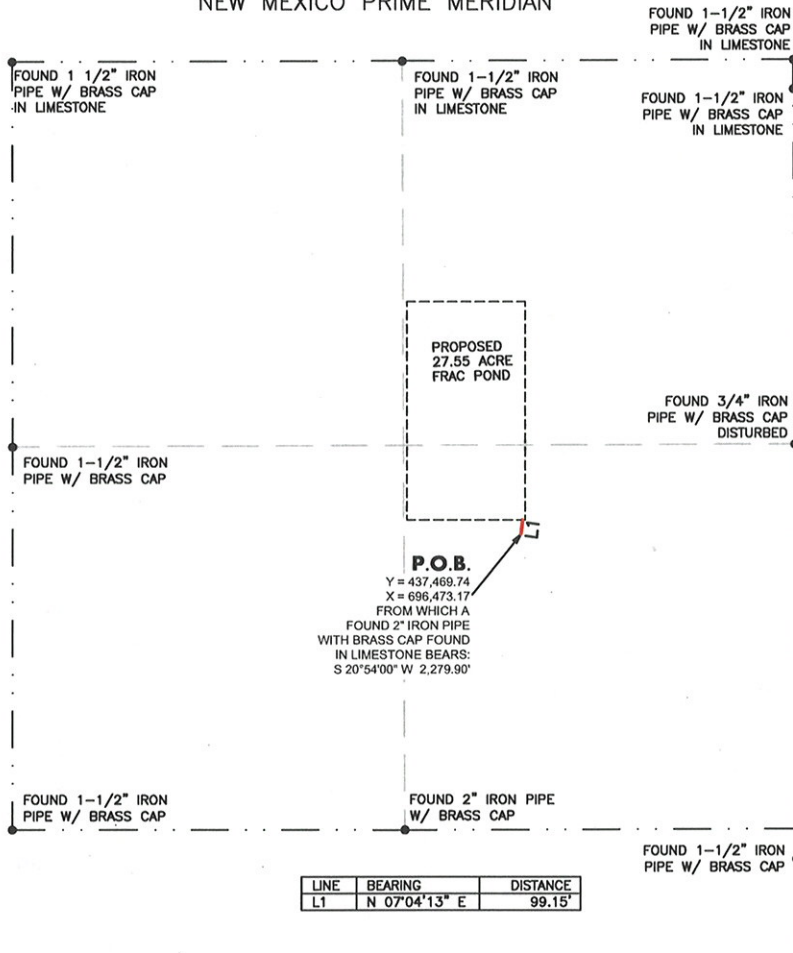 NEW MEXICO PRIME MERIDIAN
FOUND 1-1/2" IRON
PIPE W/ BRASS CAP
IN LIMESTONE
FOUND 1 1/2" IRON
PIPE W/ BRASS CAP
IN LIMESTONE
FOUND 1-1/2" IRON
PIPE W/ BRASS CAP
IN LIMESTONE
FOUND 1-1/2" IRON
PIPE W/ BRASS CAP
IN LIMESTONE
PROPOSED
27.55 ACRE
FRAC POND
FOUND 3/4" IRON
PIPE W/ BRASS CAP
DISTURBED
FOUND 1-1/2" IRON
PIPE W/ BRASS CAP
L1
P.O.B.
Y = 437,469.74
X = 696,473.17
FROM WHICH A
FOUND 2" IRON PIPE
WITH BRASS CAP FOUND
IN LIMESTONE BEARS:
S 20°54'00" W 2,279.90'
FOUND 1-1/2" IRON
PIPE W/ BRASS CAP
FOUND 2" IRON PIPE
W/ BRASS CAP
FOUND 1-1/2" IRON
PIPE W/ BRASS CAP
LINE BEARING DISTANCE
L1 N 07°04'13" E 99.15'